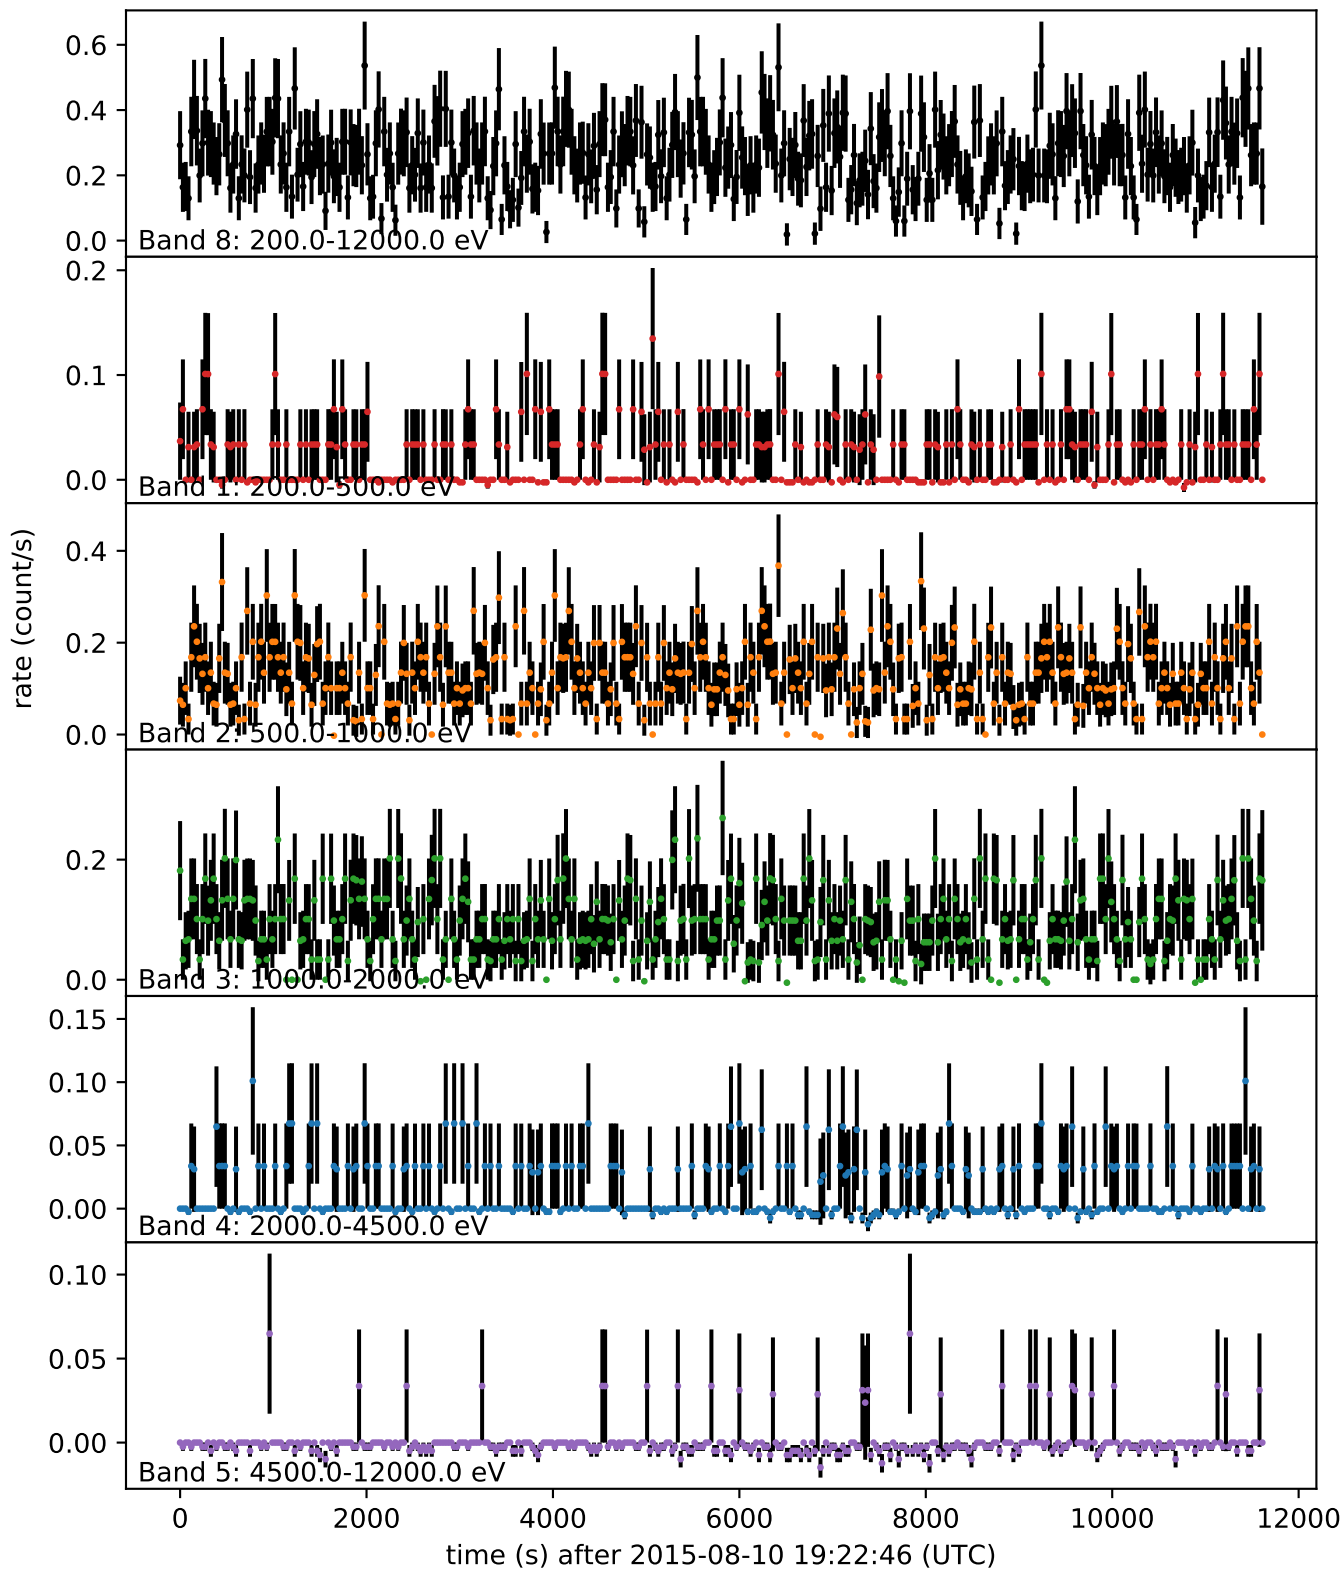 0.6
0.4
0.2
0.0
Band 8: 200.0-12000.0 eV
0.2
0.1
0.0
Band 1: 200.0-500.0 eV
rate (count/s)
0.4
0.2
0.0
Band 2: 500.0-1000.0 eV
0.2
0.0
Band 3: 1000.0-2000.0 eV
0.15
0.10
0.05
0.00
Band 4: 2000.0-4500.0 eV
0.10
0.05
0.00
Band 5: 4500.0-12000.0 eV
0 2000 4000 6000 8000 10000 12000
time (s) after 2015-08-10 19:22:46 (UTC)